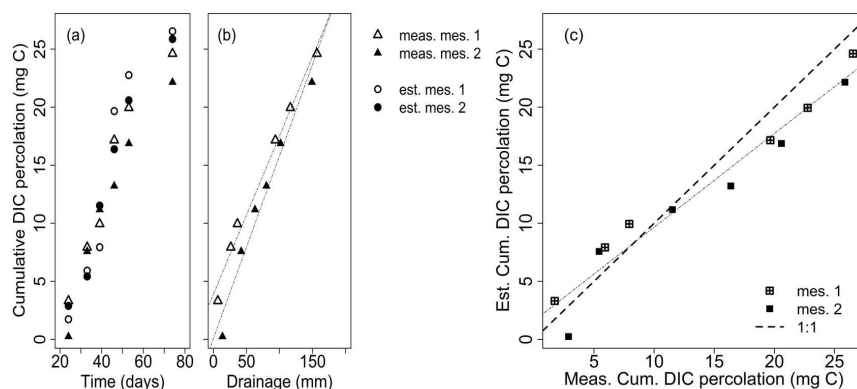 (a)
(b)
(c)
Cumulative DIC percolation (mg C)
0
5
10
15
20
25
20
40
60
80
Time (days)
0
50
100
150
Drainage (mm)
meas. mes. 1
meas. mes. 2
est. mes. 1
est. mes. 2
Est. Cum. DIC percolation (mg C)
0
5
10
15
20
25
5
10
15
20
25
Meas. Cum. DIC percolation (mg C)
mes. 1
mes. 2
1:1